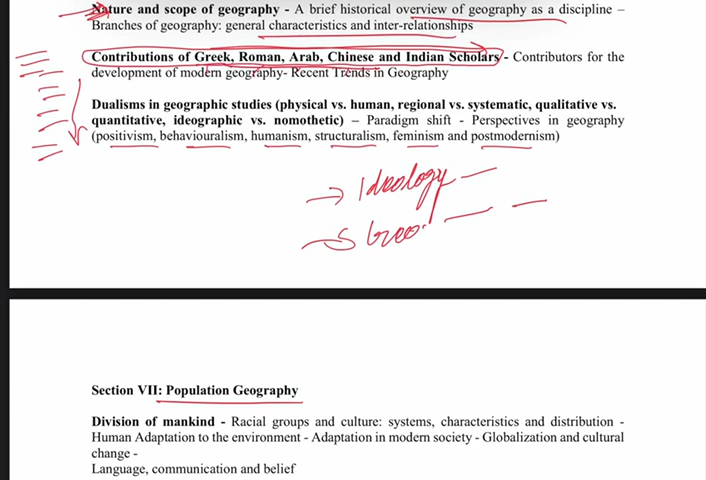 Nature and scope of geography - A brief historical overview of geography as a discipline –
Branches of geography: general characteristics and inter-relationships
Contributions of Greek, Roman, Arab, Chinese and Indian Scholars - Contributors for the
development of modern geography- Recent Trends in Geography
Dualisms in geographic studies (physical vs. human, regional vs. systematic, qualitative vs.
quantitative, ideographic vs. nomothetic) – Paradigm shift - Perspectives in geography
(positivism, behaviouralism, humanism, structuralism, feminism and postmodernism)
Ideology
Section VII: Population Geography
Division of mankind - Racial groups and culture: systems, characteristics and distribution -
Human Adaptation to the environment - Adaptation in modern society - Globalization and cultural
change -
Language, communication and belief